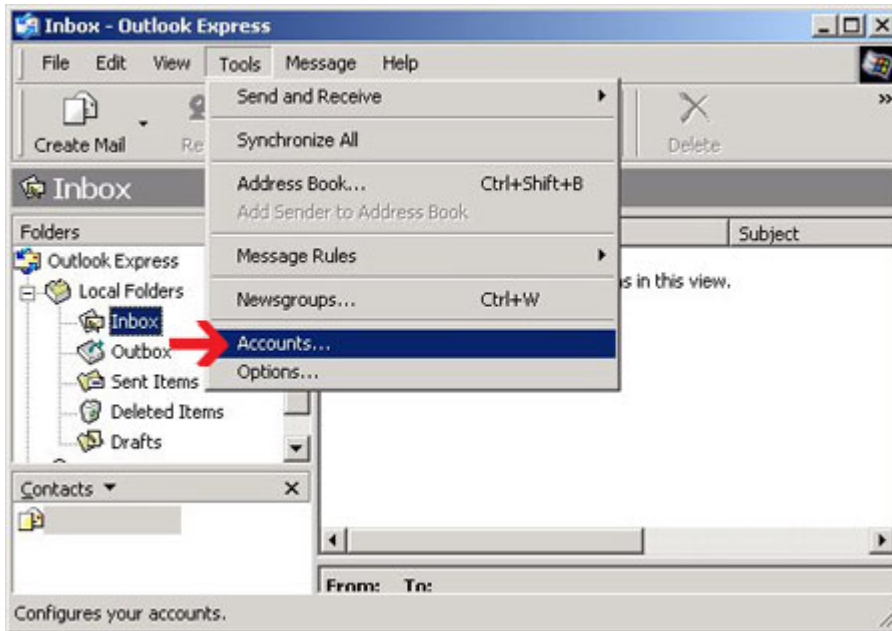 Inbox - Outlook Express
File Edit View Tools Message Help
Create Mail Re Delete
Send and Receive
Synchronize All
Address Book... Ctrl+Shift+B
Add Sender to Address Book
Message Rules
Newsgroups... Ctrl+W
Accounts...
Options...
Inbox
Folders
Outlook Express
Local Folders
Inbox
Outbox
Sent Items
Deleted Items
Drafts
Subject
s in this view.
Contacts
From: To:
Configures your accounts.